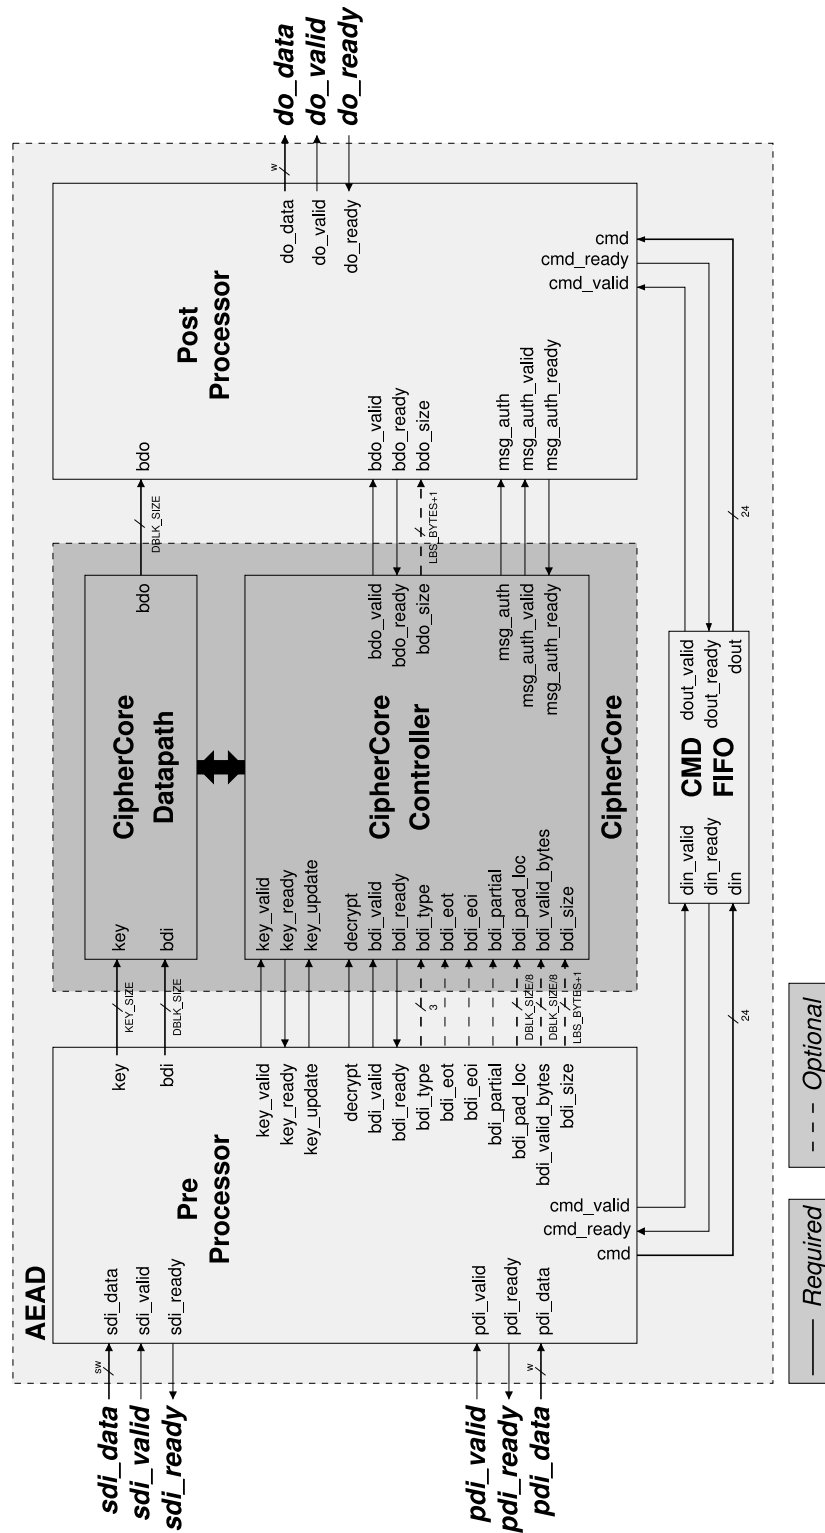 AEAD
sdi_data
sdi_valid
sdi_ready
pdi_valid
pdi_ready
pdi_data
sw
w
sdi_data
sdi_valid
sdi_ready
pdi_valid
pdi_ready
pdi_data
Pre
Processor
key
bdi
key_valid
key_ready
key_update
decrypt
bdi_valid
bdi_ready
bdi_type
bdi_eot
bdi_eoi
bdi_partial
bdi_pad_loc
bdi_valid_bytes
bdi_size
cmd_valid
cmd_ready
cmd
KEY_SIZE
DBLK_SIZE
3
DBLK_SIZE/8
DBLK_SIZE/8
LBS_BYTES+1
key
bdi
CipherCore
Datapath
bdo
key_valid
key_ready
key_update
decrypt
bdi_valid
bdi_ready
bdi_type
bdi_eot
bdi_eoi
bdi_partial
bdi_pad_loc
bdi_valid_bytes
bdi_size
CipherCore
Controller
bdo_valid
bdo_ready
bdo_size
msg_auth
msg_auth_valid
msg_auth_ready
CipherCore
DBLK_SIZE
LBS_BYTES+1
bdo
bdo_valid
bdo_ready
bdo_size
msg_auth
msg_auth_valid
msg_auth_ready
Post
Processor
do_data
do_valid
do_ready
cmd
cmd_ready
cmd_valid
w
do_data
do_valid
do_ready
24
din_valid
din_ready
din
CMD
FIFO
dout_valid
dout_ready
dout
24
Required
Optional